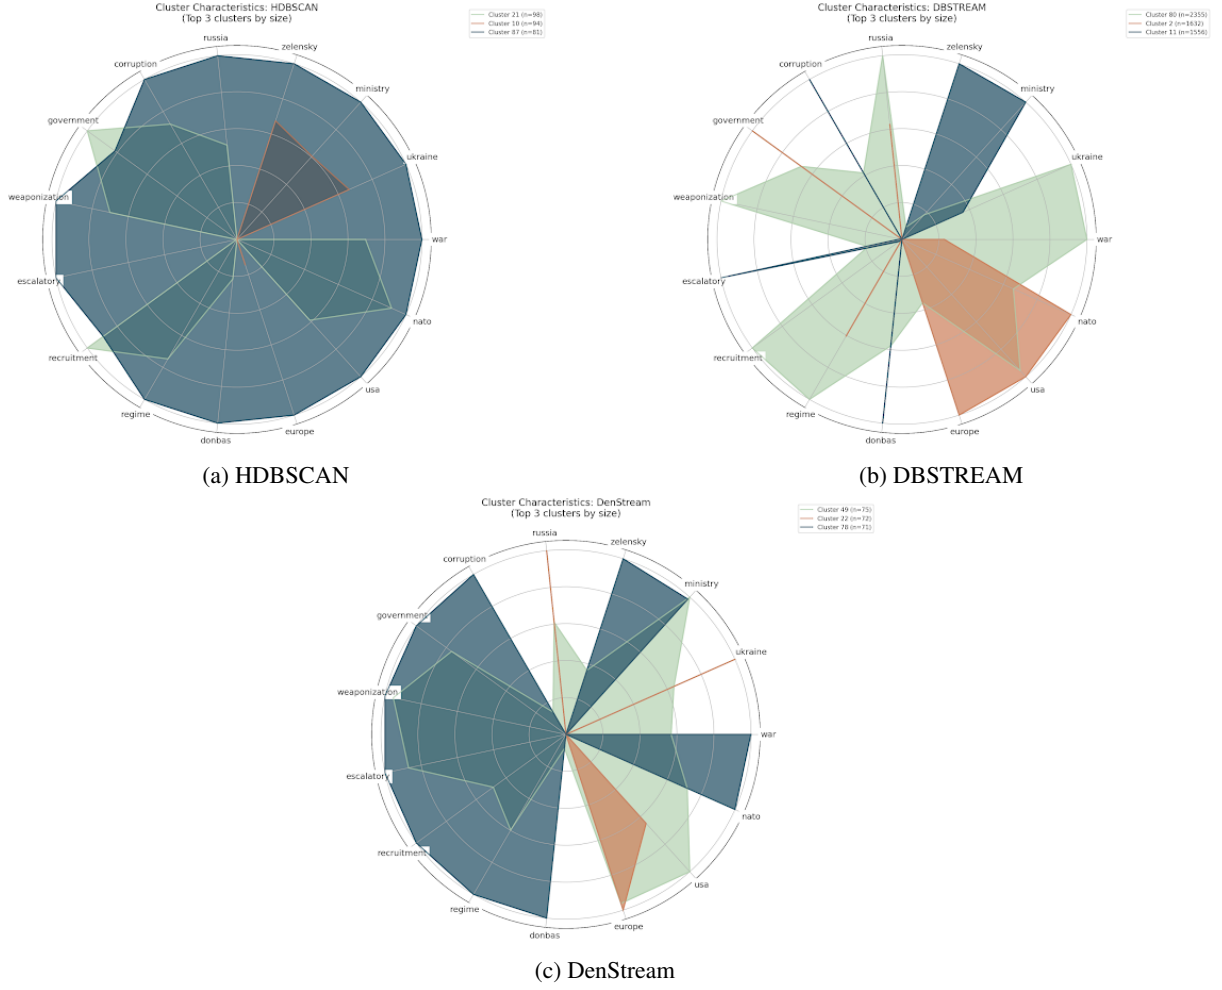 Cluster Characteristics: HDBSCAN
(Top 3 clusters by size)
Cluster 21 (n=98)
Cluster 10 (n=94)
Cluster 87 (n=81)
russia
zelensky
corruption
ministry
government
ukraine
weaponization
war
escalatory
nato
recruitment
usa
regime
europe
donbas
(a) HDBSCAN
Cluster Characteristics: DBSTREAM
(Top 3 clusters by size)
Cluster 80 (n=2355)
Cluster 2 (n=1632)
Cluster 11 (n=1556)
russia
zelensky
corruption
ministry
government
ukraine
weaponization
war
escalatory
nato
recruitment
usa
regime
europe
donbas
(b) DBSTREAM
Cluster Characteristics: DenStream
(Top 3 clusters by size)
Cluster 49 (n=75)
Cluster 22 (n=72)
Cluster 78 (n=71)
russia
zelensky
corruption
ministry
government
ukraine
weaponization
war
escalatory
nato
recruitment
usa
regime
europe
donbas
(c) DenStream